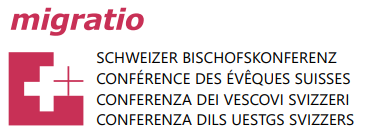 migratio
SCHWEIZER BISCHOFSKONFERENZ
CONFÉRENCE DES ÉVÊQUES SUISSES
CONFERENZA DEI VESCOVI SVIZZERI
CONFERENZA DILS UESTGS SVIZZERS